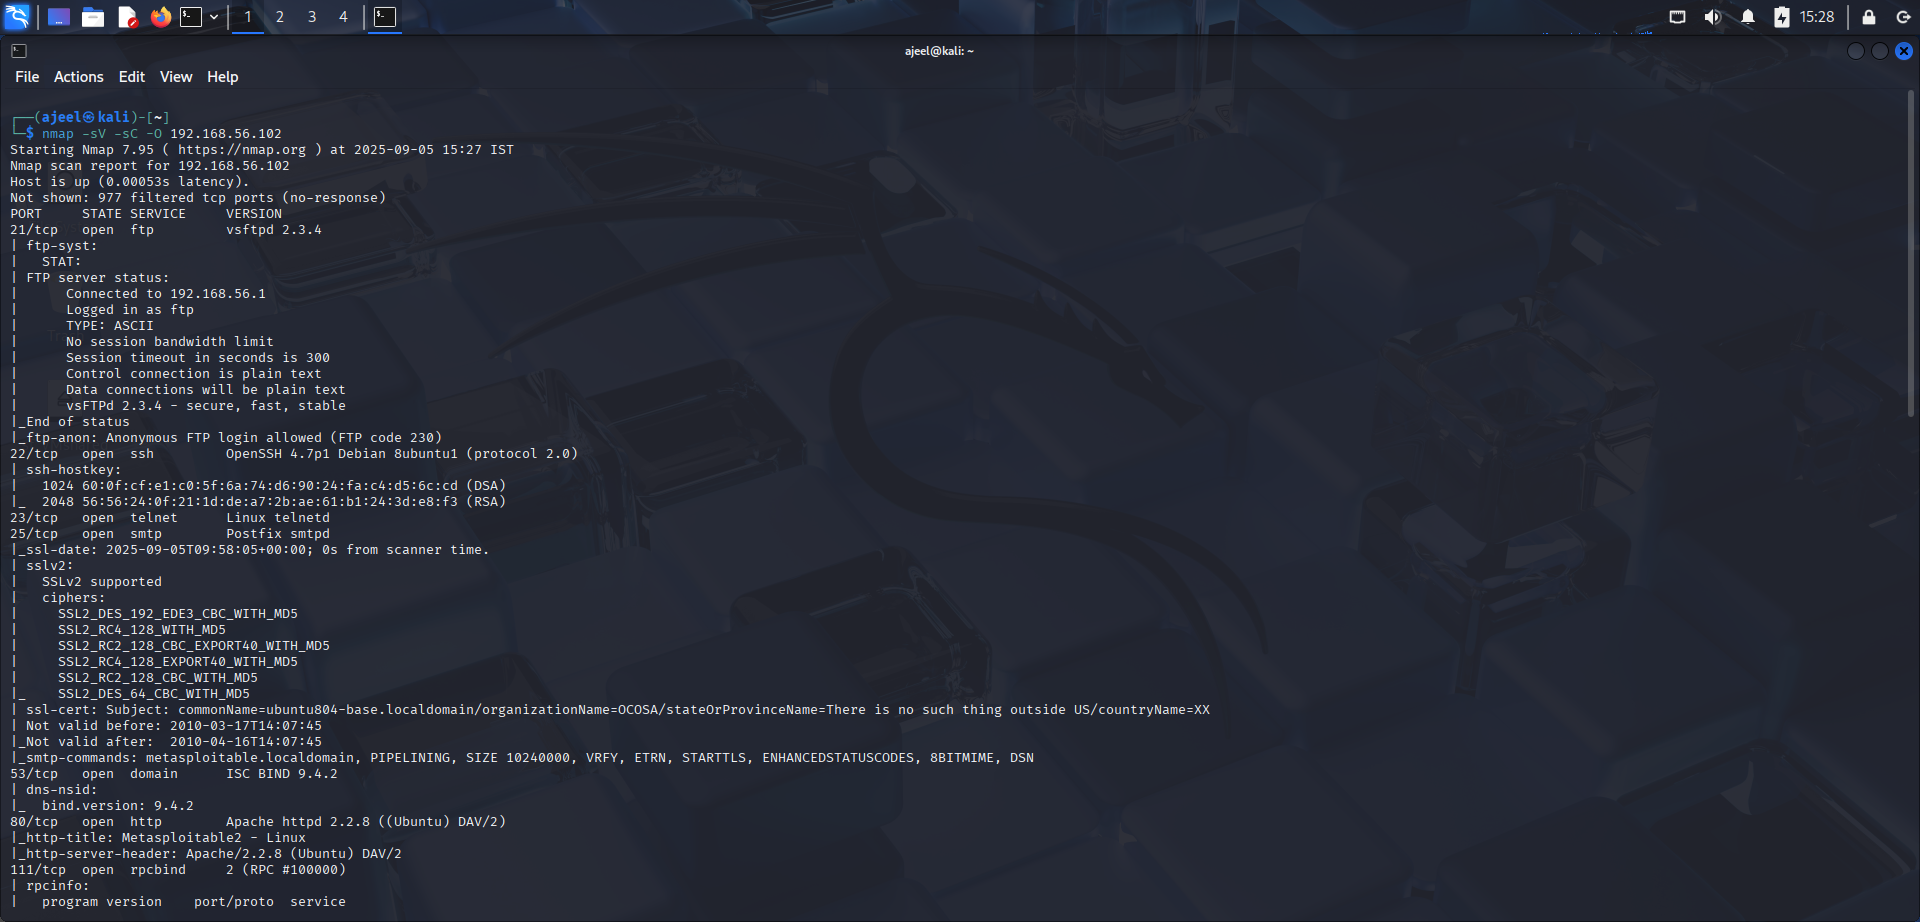 1 2 3 4 15:28
ajeel@kali: ~
File Actions Edit View Help
┌──(ajeel㉿kali)-[~]
└─$ nmap -sV -sC -O 192.168.56.102
Starting Nmap 7.95 ( https://nmap.org ) at 2025-09-05 15:27 IST
Nmap scan report for 192.168.56.102
Host is up (0.00053s latency).
Not shown: 977 filtered tcp ports (no-response)
PORT     STATE SERVICE     VERSION
21/tcp   open  ftp         vsftpd 2.3.4
| ftp-syst:
|   STAT:
| FTP server status:
|      Connected to 192.168.56.1
|      Logged in as ftp
|      TYPE: ASCII
|      No session bandwidth limit
|      Session timeout in seconds is 300
|      Control connection is plain text
|      Data connections will be plain text
|      vsFTPd 2.3.4 - secure, fast, stable
|_End of status
|_ftp-anon: Anonymous FTP login allowed (FTP code 230)
22/tcp   open  ssh         OpenSSH 4.7p1 Debian 8ubuntu1 (protocol 2.0)
| ssh-hostkey:
|   1024 60:0f:cf:e1:c0:5f:6a:74:d6:90:24:fa:c4:d5:6c:cd (DSA)
|_  2048 56:56:24:0f:21:1d:de:a7:2b:ae:61:b1:24:3d:e8:f3 (RSA)
23/tcp   open  telnet      Linux telnetd
25/tcp   open  smtp        Postfix smtpd
|_ssl-date: 2025-09-05T09:58:05+00:00; 0s from scanner time.
| sslv2:
|   SSLv2 supported
|   ciphers:
|     SSL2_DES_192_EDE3_CBC_WITH_MD5
|     SSL2_RC4_128_WITH_MD5
|     SSL2_RC2_128_CBC_EXPORT40_WITH_MD5
|     SSL2_RC4_128_EXPORT40_WITH_MD5
|     SSL2_RC2_128_CBC_WITH_MD5
|_    SSL2_DES_64_CBC_WITH_MD5
| ssl-cert: Subject: commonName=ubuntu804-base.localdomain/organizationName=OCOSA/stateOrProvinceName=There is no such thing outside US/countryName=XX
| Not valid before: 2010-03-17T14:07:45
|_Not valid after:  2010-04-16T14:07:45
|_smtp-commands: metasploitable.localdomain, PIPELINING, SIZE 10240000, VRFY, ETRN, STARTTLS, ENHANCEDSTATUSCODES, 8BITMIME, DSN
53/tcp   open  domain      ISC BIND 9.4.2
| dns-nsid:
|_  bind.version: 9.4.2
80/tcp   open  http        Apache httpd 2.2.8 ((Ubuntu) DAV/2)
|_http-title: Metasploitable2 - Linux
|_http-server-header: Apache/2.2.8 (Ubuntu) DAV/2
111/tcp  open  rpcbind     2 (RPC #100000)
| rpcinfo:
|   program version    port/proto  service